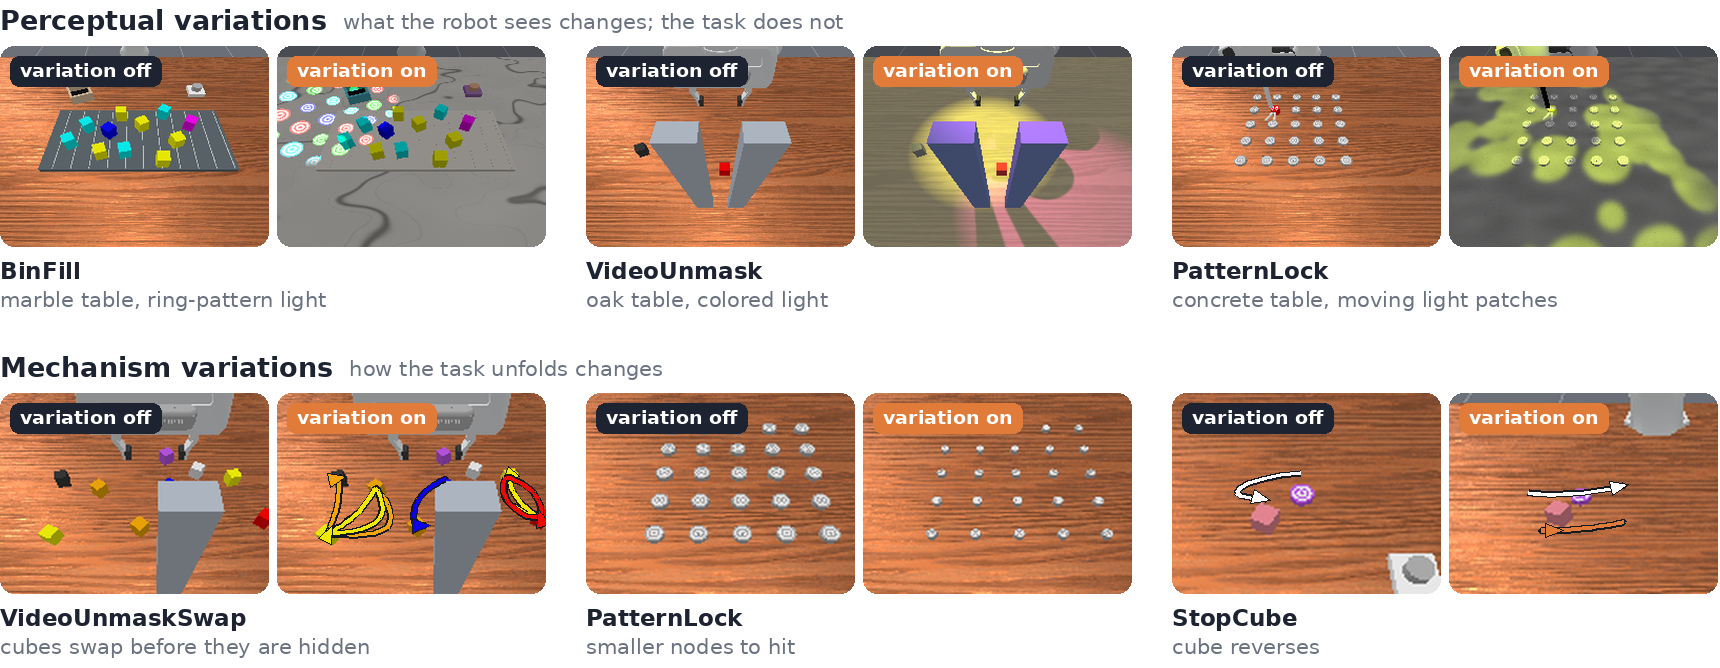 Perceptual variations what the robot sees changes; the task does not
variation off
variation on
variation off
variation on
variation off
variation on
BinFill
marble table, ring-pattern light
VideoUnmask
oak table, colored light
PatternLock
concrete table, moving light patches
Mechanism variations how the task unfolds changes
variation off
variation on
variation off
variation on
variation off
variation on
VideoUnmaskSwap
cubes swap before they are hidden
PatternLock
smaller nodes to hit
StopCube
cube reverses